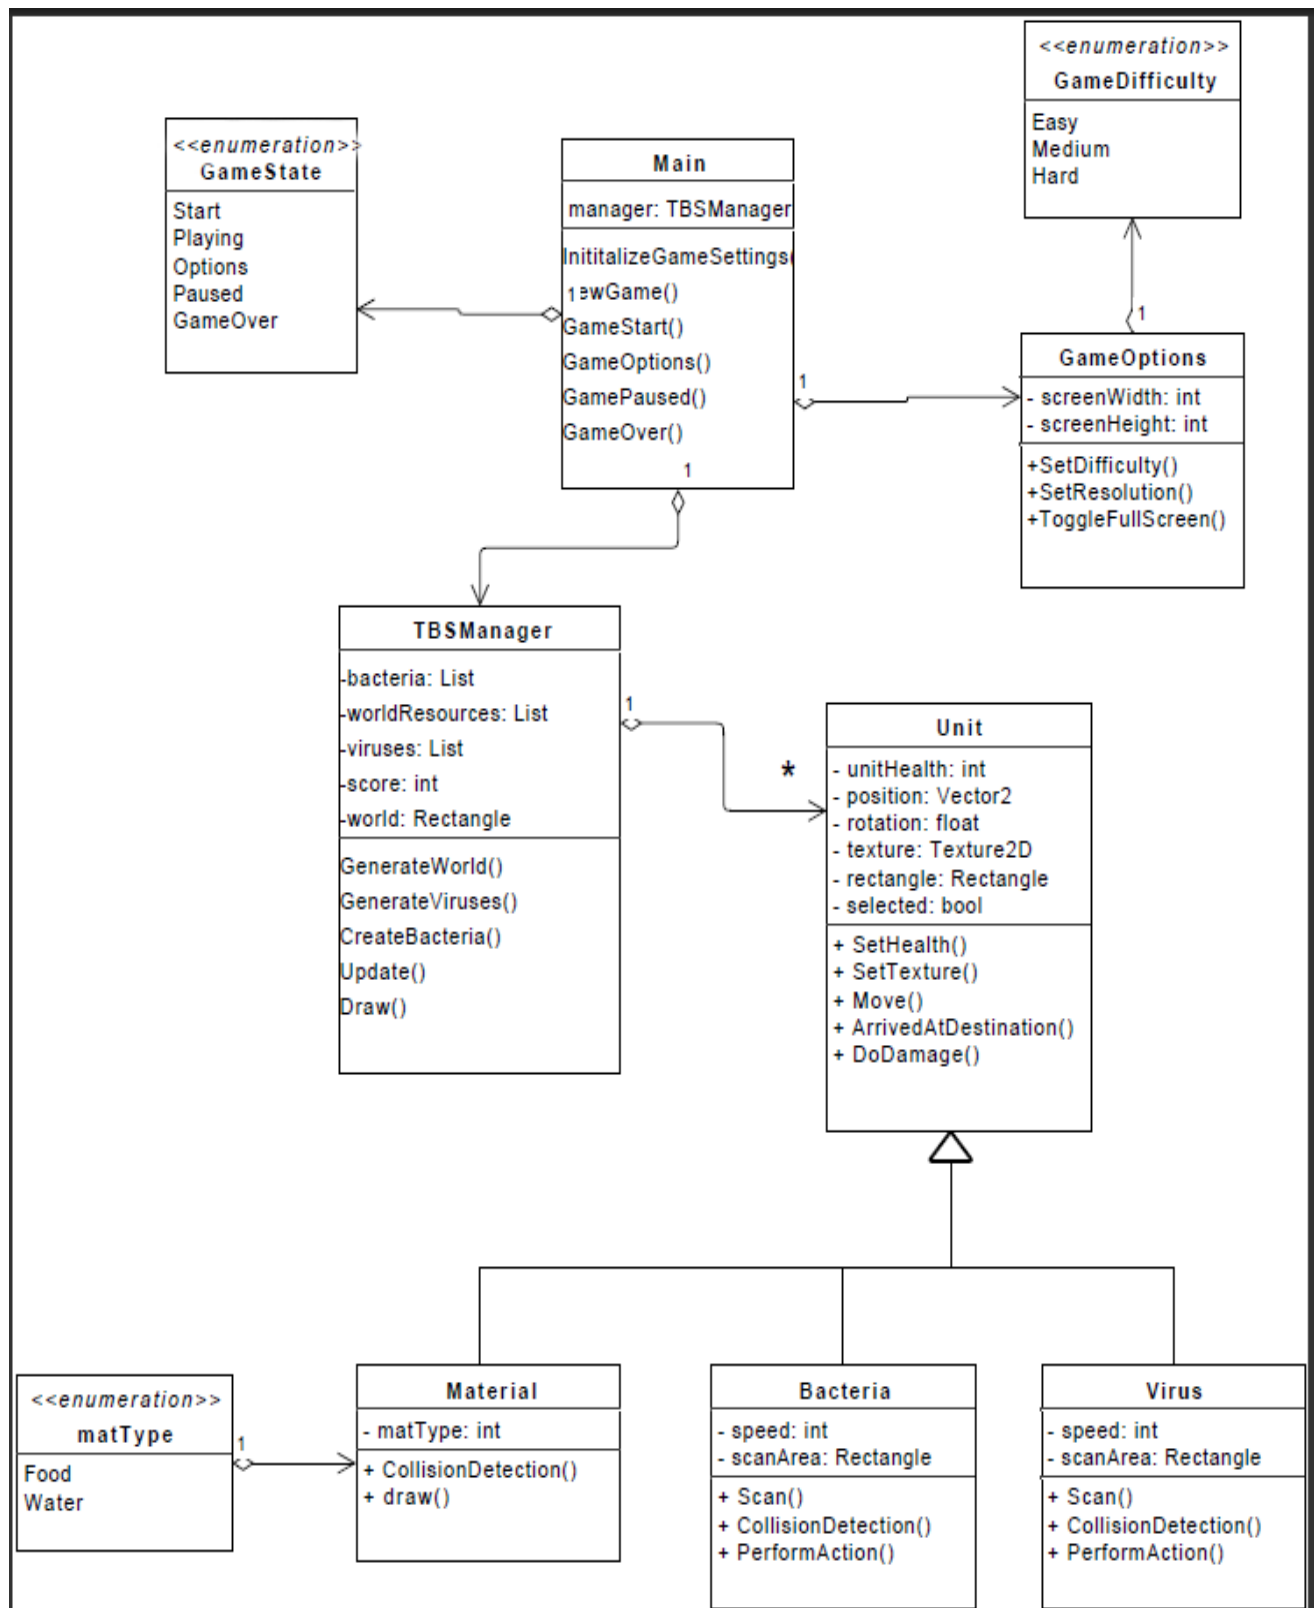 <<enumeration>>
GameDifficulty
Easy
Medium
Hard
<<enumeration>>
GameState
Start
Playing
Options
Paused
GameOver
Main
manager: TBSManager
InititalizeGameSettings(
1 ewGame()
GameStart()
GameOptions()
GamePaused()
GameOver()
1
1
1
GameOptions
- screenWidth: int
- screenHeight: int
+SetDifficulty()
+SetResolution()
+ToggleFullScreen()
TBSManager
-bacteria: List
-worldResources: List
-viruses: List
-score: int
-world: Rectangle
GenerateWorld()
GenerateViruses()
CreateBacteria()
Update()
Draw()
1
*
Unit
- unitHealth: int
- position: Vector2
- rotation: float
- texture: Texture2D
- rectangle: Rectangle
- selected: bool
+ SetHealth()
+ SetTexture()
+ Move()
+ ArrivedAtDestination()
+ DoDamage()
<<enumeration>>
matType
Food
Water
1
Material
- matType: int
+ CollisionDetection()
+ draw()
Bacteria
- speed: int
- scanArea: Rectangle
+ Scan()
+ CollisionDetection()
+ PerformAction()
Virus
- speed: int
- scanArea: Rectangle
+ Scan()
+ CollisionDetection()
+ PerformAction()